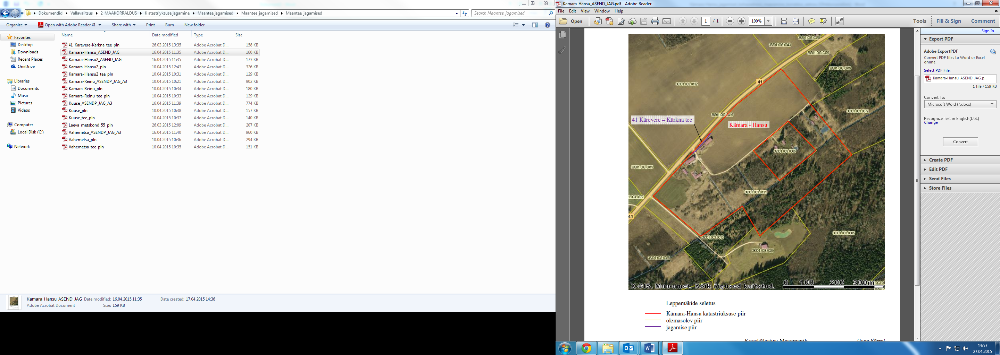 Dokumendid ▸ Vallavalitsus ▸ 2_MAAKORRALDUS ▸ K atastriyksuse jagamine ▸ Maantee jagamised ▸ Maantee_jagamised ▸ Maantee_jagamised
Search Maantee_jagamised
Organize
Open with Adobe Reader XI
Share with
Print
Burn
New folder
Favorites
Desktop
Downloads
Recent Places
OneDrive
Libraries
Documents
Music
Pictures
Videos
Computer
Local Disk (C:)
Network
Name Date modified Type Size
41_Karevere-Karkna_tee_pln 26.03.2015 13:35 Adobe Acrobat D... 158 KB
Kamara-Hansu_ASEND_JAG 16.04.2015 11:35 Adobe Acrobat D... 160 KB
Kamara-Hansu2_ASEND_JAG 16.04.2015 11:35 Adobe Acrobat D... 173 KB
Kamara-Hansu2_pln 10.04.2015 12:43 Adobe Acrobat D... 326 KB
Kamara-Hansu2_tee_pln 10.04.2015 10:31 Adobe Acrobat D... 129 KB
Kamara-Reinu_ASENDP_JAG_A3 10.04.2015 10:21 Adobe Acrobat D... 902 KB
Kamara-Reinu_pln 10.04.2015 10:34 Adobe Acrobat D... 180 KB
Kamara-Reinu_tee_pln 10.04.2015 10:33 Adobe Acrobat D... 129 KB
Kuuse_ASENDP_JAG_A3 16.04.2015 11:39 Adobe Acrobat D... 774 KB
Kuuse_pln 10.04.2015 10:38 Adobe Acrobat D... 157 KB
Kuuse_tee_pln 10.04.2015 10:37 Adobe Acrobat D... 140 KB
Laeva_metskond_55_pln 26.03.2015 12:09 Adobe Acrobat D... 207 KB
Vahemetsa_ASENDP_JAG_A3 16.04.2015 11:40 Adobe Acrobat D... 960 KB
Vahemetsa_pln 10.04.2015 10:36 Adobe Acrobat D... 294 KB
Vahemetsa_tee_pln 10.04.2015 10:35 Adobe Acrobat D... 151 KB
Kamara-Hansu_ASEND_JAG Date modified: 16.04.2015 11:35 Date created: 17.04.2015 14:36
Adobe Acrobat Document Size: 159 KB
Kamara-Hansu_ASEND_JAG.pdf - Adobe Reader
File Edit View Window Help
Open 1 / 1 100% Tools Fill & Sign Comment
Sign In
Export PDF
Adobe ExportPDF
Convert PDF files to Word or Excel
online.
Select PDF File:
Kamara-Hansu_ASEND_JAG.p...
1 file / 159 KB
Convert To:
Microsoft Word (*.docx)
Recognize Text in English(U.S.)
Change
Convert
Create PDF
Edit PDF
Send Files
Store Files
38301:003:0378
38301:003:0043
38301:003:0379
38301:003:0049
41
38301:003:0132
38301:003:0079
38301:003:0416
41 Kärevere – Kärkna tee
Kämara - Hansu
38301:003:0066
38301:003:0015
38301:003:0131
1:003:0372
41
38301:003:0386
38301:003:0016
38301:003:0026
38301:003:0358
0 100 200 300m
X-GIS. Maa-amet. Kõik õigused kaitstud.
Leppemäkide seletus
Kämara-Hansu katastriüksuse piir
olemasolev piir
jagamise piir
Kooskõlastus: Maaomanik /Jaan Sõrra/
13:57
27.04.2015